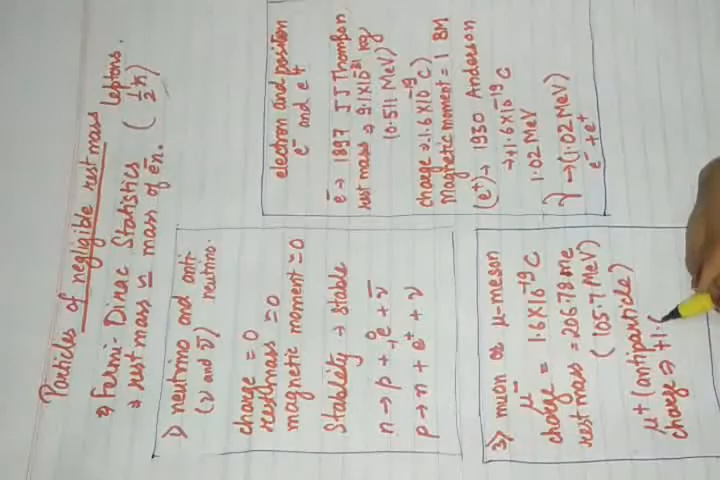 Particles of negligible rest mass
⇒ Fermi-Dirac Statistics leptons.
⇒ rest mass ≤ mass of ēn. (½ℏ)
1) neutrino and anti-
(ν and ν̄) neutrino.
charge = 0
rest mass = 0
magnetic moment = 0
Stability → stable
n → p + ₋₁e⁰ + ν̄
p → n + e⁺ + ν
electron and position
e⁻ and e⁺
e⁻ → 1897 J J Thompson
rest mass → 9.1×10⁻³¹ kg
(0.511 MeV)
charge → 1.6×10⁻¹⁹ C)
Magnetic moment = 1 BM
(e⁺) → 1930 Anderson
→ +1.6×10⁻¹⁹ C
1.02 MeV
γ → (1.02 MeV)
e⁻ + e⁺
3) muon or μ-meson
μ⁻
charge = 1.6×10⁻¹⁹ C
rest mass = 206.78 me
(105.7 MeV)
μ+ (antiparticle)
charge → +1.(